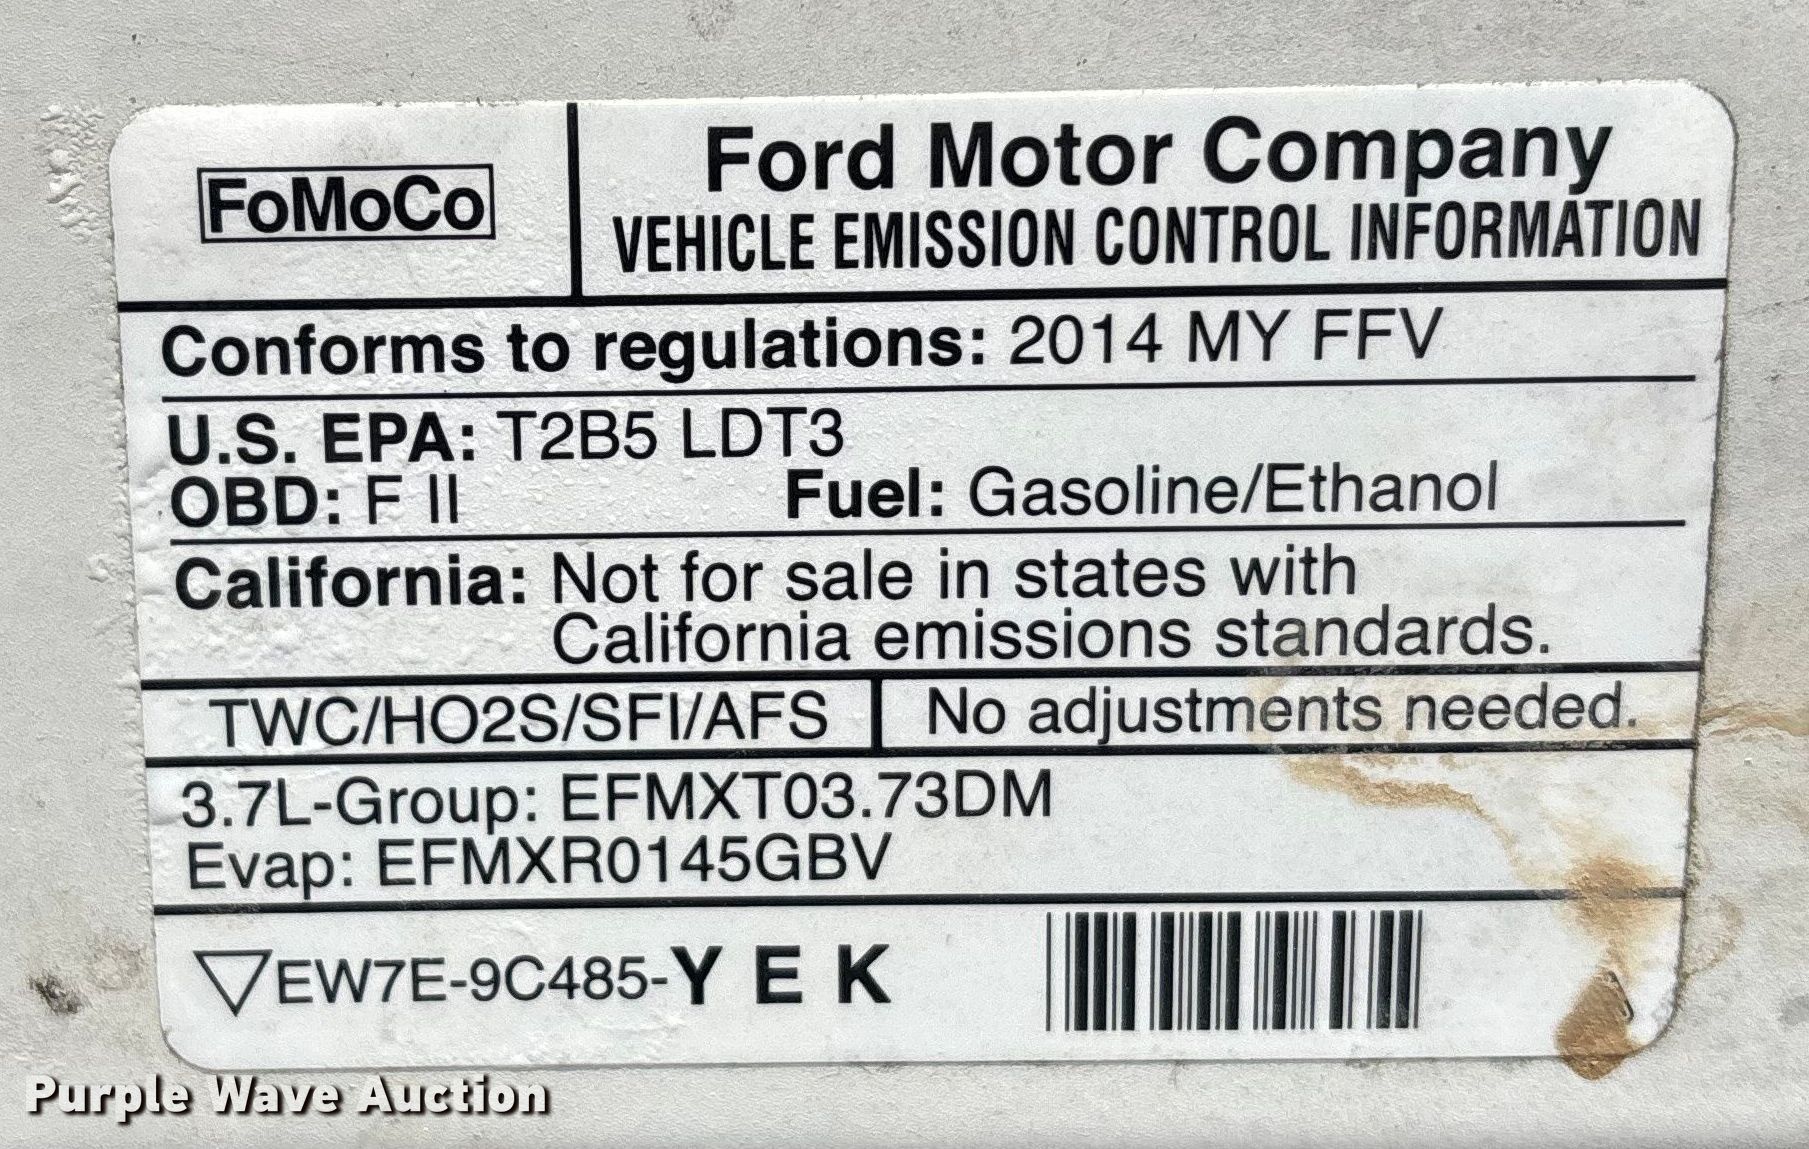 FoMoCo
Ford Motor Company
VEHICLE EMISSION CONTROL INFORMATION
Conforms to regulations: 2014 MY FFV
U.S. EPA: T2B5 LDT3
OBD: F II Fuel: Gasoline/Ethanol
California: Not for sale in states with
California emissions standards.
TWC/HO2S/SFI/AFS No adjustments needed.
3.7L-Group: EFMXT03.73DM
Evap: EFMXR0145GBV
▽EW7E-9C485-Y E K
Purple Wave Auction